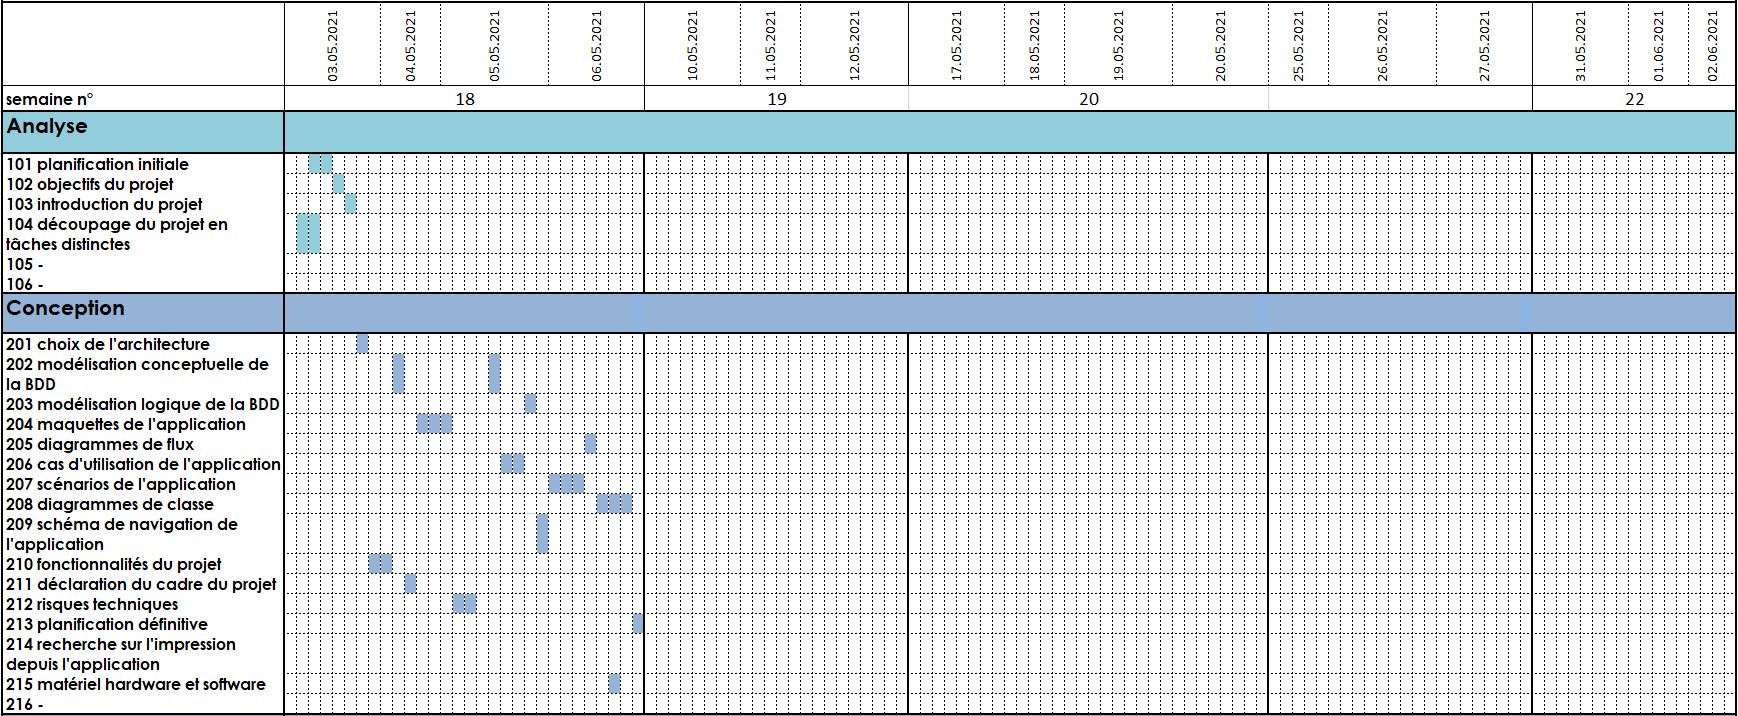 03.05.2021
04.05.2021
05.05.2021
06.05.2021
10.05.2021
11.05.2021
12.05.2021
17.05.2021
18.05.2021
19.05.2021
20.05.2021
25.05.2021
26.05.2021
27.05.2021
31.05.2021
01.06.2021
02.06.2021
semaine n° 18 19 20 22
Analyse
101 planification initiale
102 objectifs du projet
103 introduction du projet
104 découpage du projet en
tâches distinctes
105 -
106 -
Conception
201 choix de l'architecture
202 modélisation conceptuelle de
la BDD
203 modélisation logique de la BDD
204 maquettes de l'application
205 diagrammes de flux
206 cas d'utilisation de l'application
207 scénarios de l'application
208 diagrammes de classe
209 schéma de navigation de
l'application
210 fonctionnalités du projet
211 déclaration du cadre du projet
212 risques techniques
213 planification définitive
214 recherche sur l'impression
depuis l'application
215 matériel hardware et software
216 -